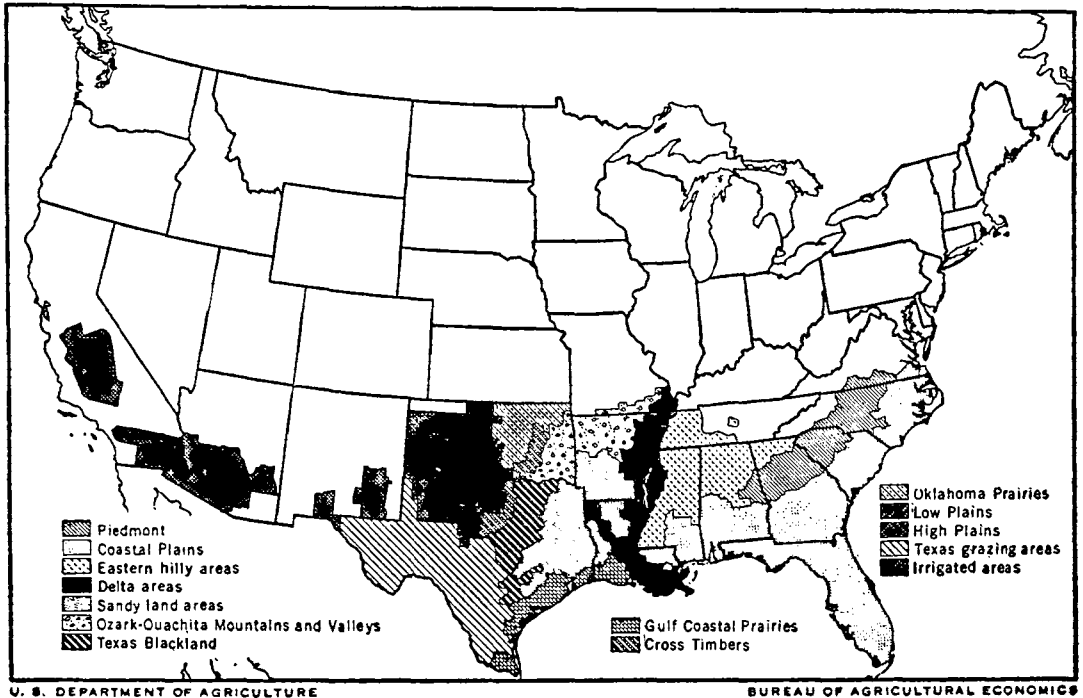 Piedmont
Coastal Plains
Eastern hilly areas
Delta areas
Sandy land areas
Ozark-Ouachita Mountains and Valleys
Texas Blackland
Gulf Coastal Prairies
Cross Timbers
Oklahoma Prairies
Low Plains
High Plains
Texas grazing areas
Irrigated areas
U. S. DEPARTMENT OF AGRICULTURE
BUREAU OF AGRICULTURAL ECONOMICS